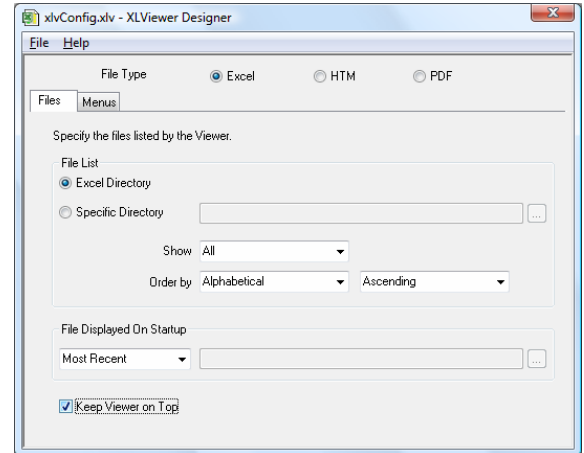 xlvConfig.xlv - XLViewer Designer
File Help
File Type Excel HTM PDF
Files Menus
Specify the files listed by the Viewer.
File List
Excel Directory
Specific Directory ...
Show All
Order by Alphabetical Ascending
File Displayed On Startup
Most Recent ...
Keep Viewer on Top